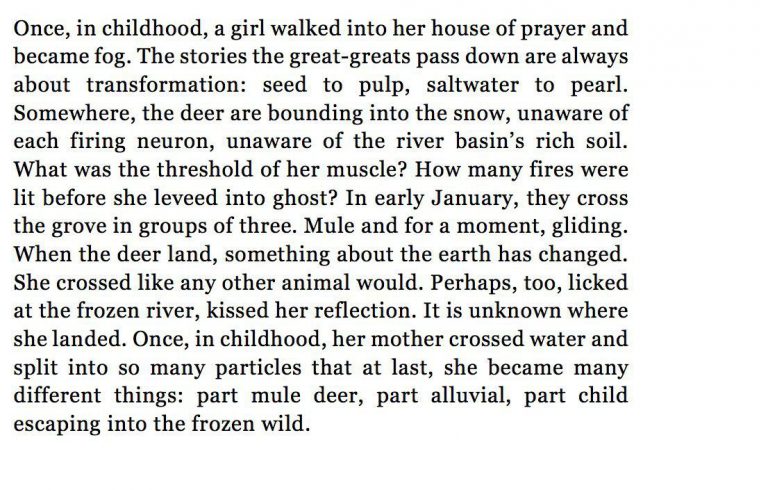 Once, in childhood, a girl walked into her house of prayer and
became fog. The stories the great-greats pass down are always
about transformation: seed to pulp, saltwater to pearl.
Somewhere, the deer are bounding into the snow, unaware of
each firing neuron, unaware of the river basin’s rich soil.
What was the threshold of her muscle? How many fires were
lit before she leveed into ghost? In early January, they cross
the grove in groups of three. Mule and for a moment, gliding.
When the deer land, something about the earth has changed.
She crossed like any other animal would. Perhaps, too, licked
at the frozen river, kissed her reflection. It is unknown where
she landed. Once, in childhood, her mother crossed water and
split into so many particles that at last, she became many
different things: part mule deer, part alluvial, part child
escaping into the frozen wild.